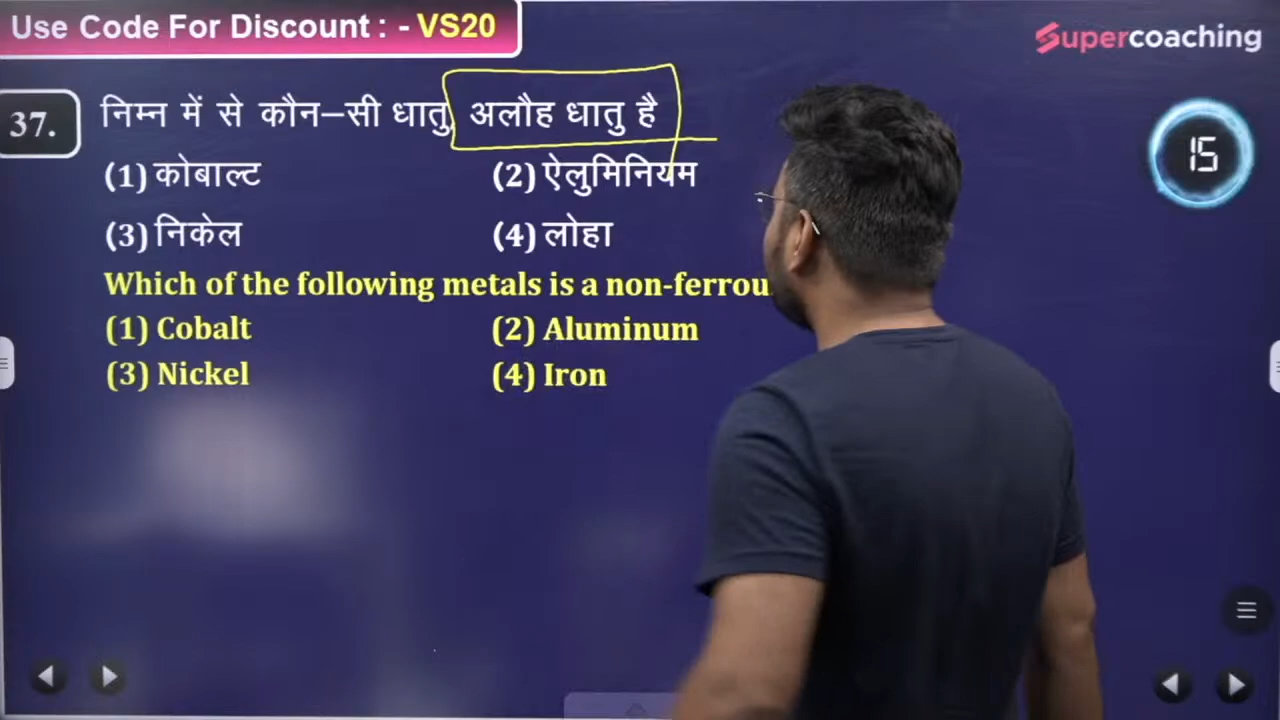 Use Code For Discount : - VS20
Supercoaching
37. निम्न में से कौन–सी धातु, अलौह धातु है
15
(1) कोबाल्ट (2) ऐलुमिनियम
(3) निकेल (4) लोहा
Which of the following metals is a non-ferrou
(1) Cobalt (2) Aluminum
(3) Nickel (4) Iron